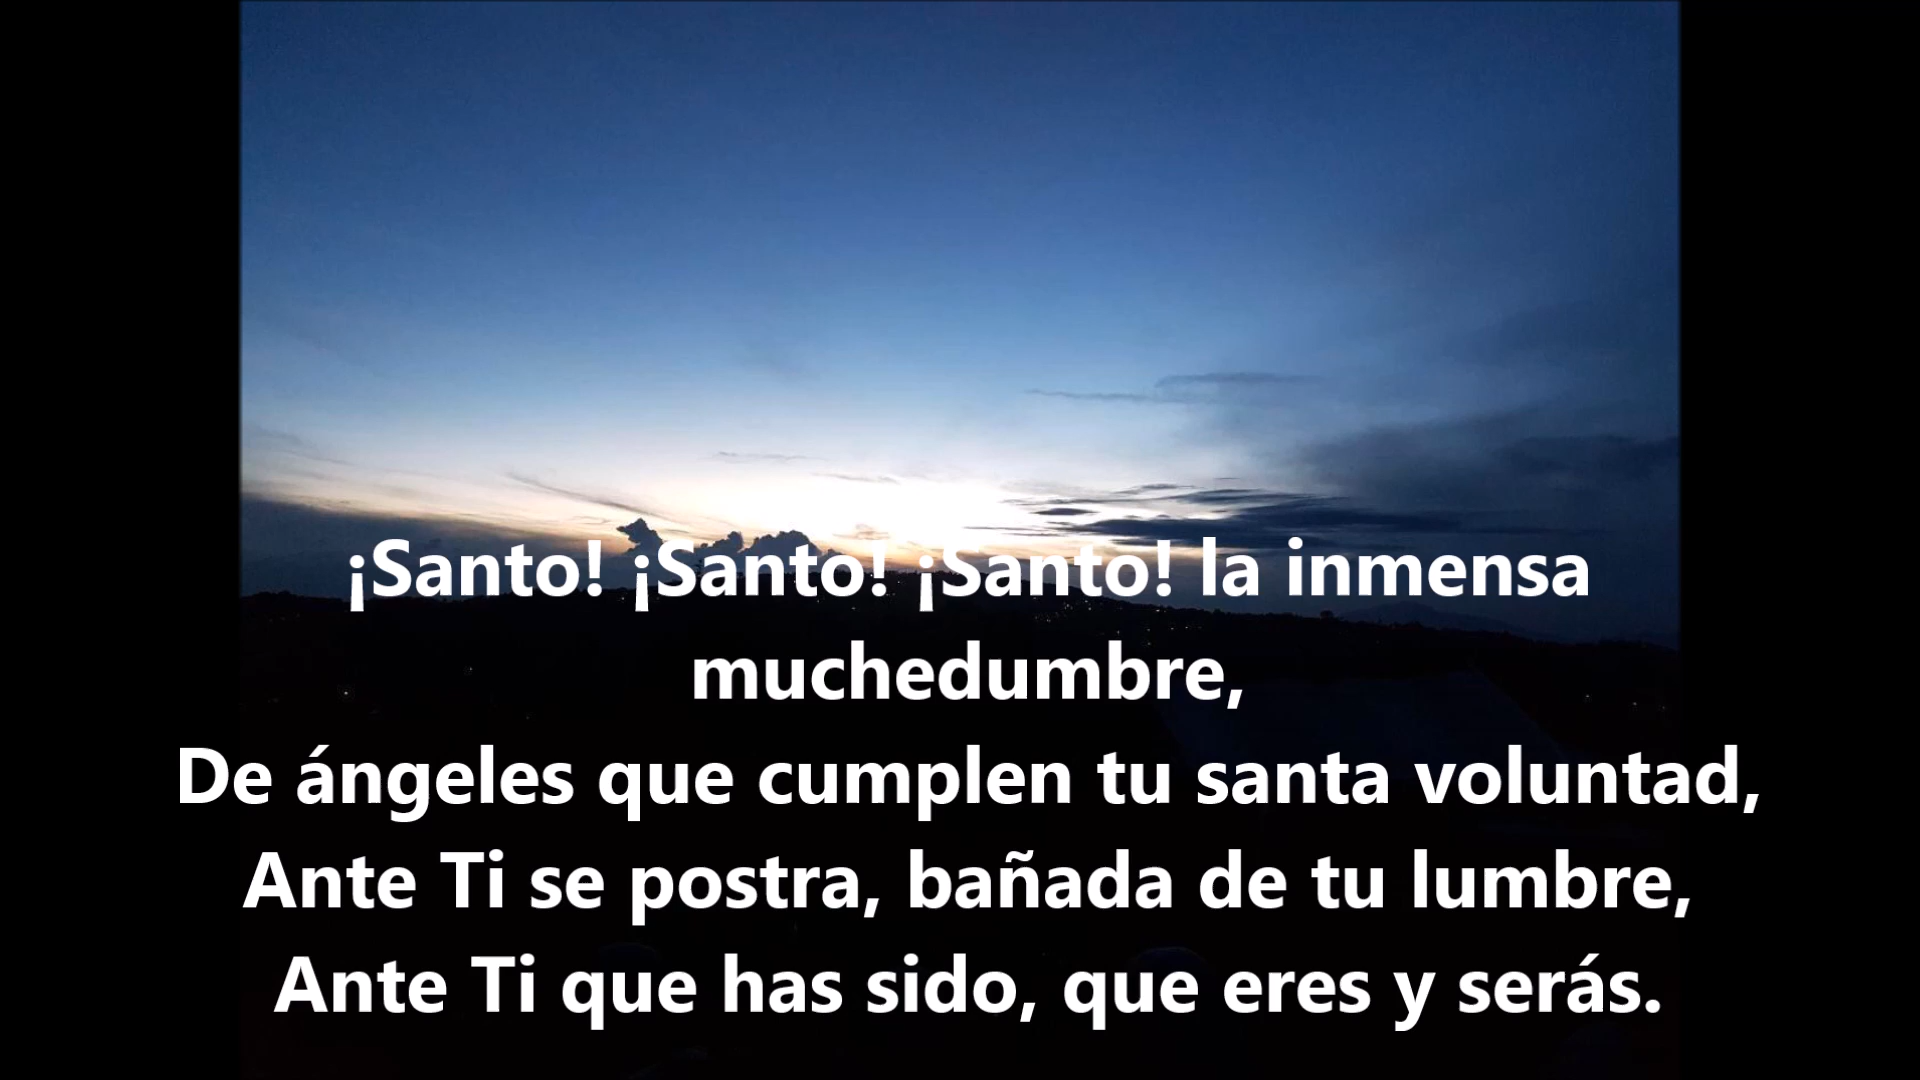 ¡Santo! ¡Santo! ¡Santo! la inmensa
muchedumbre,
De ángeles que cumplen tu santa voluntad,
Ante Ti se postra, bañada de tu lumbre,
Ante Ti que has sido, que eres y serás.